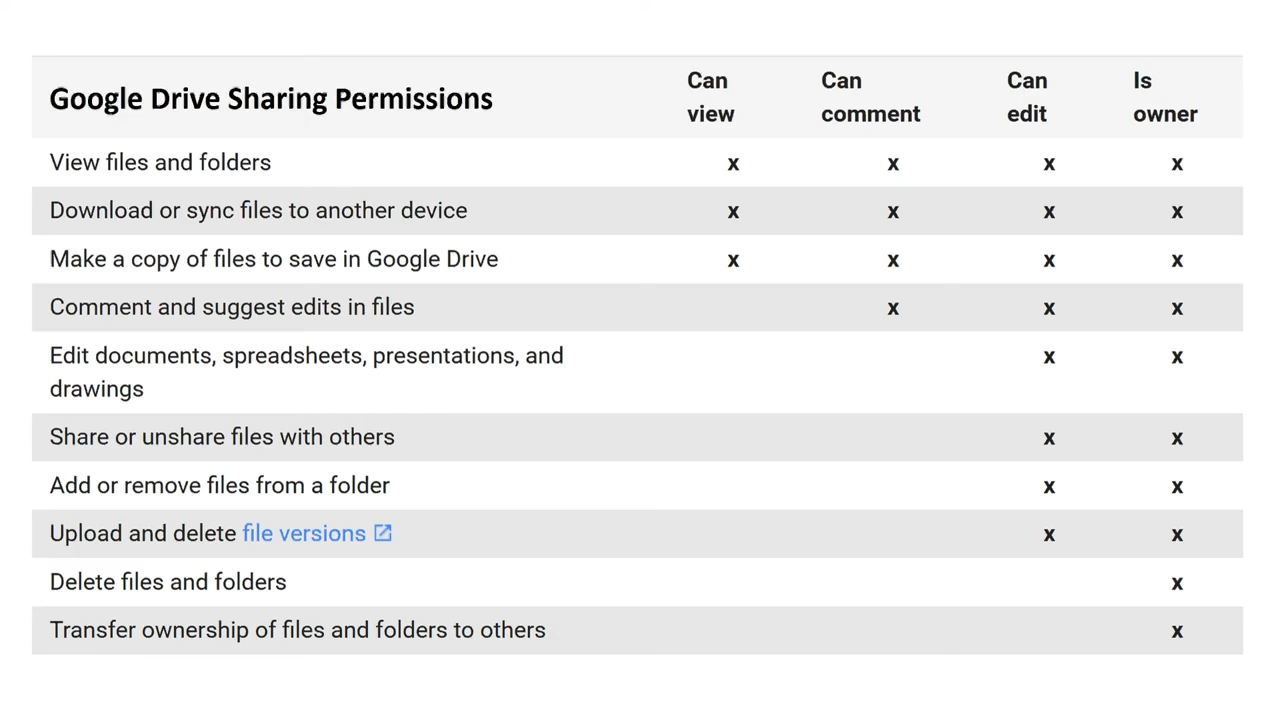 Google Drive Sharing Permissions Can view Can comment Can edit Is owner
View files and folders x x x x
Download or sync files to another device x x x x
Make a copy of files to save in Google Drive x x x x
Comment and suggest edits in files x x x
Edit documents, spreadsheets, presentations, and x x
drawings
Share or unshare files with others x x
Add or remove files from a folder x x
Upload and delete file versions x x
Delete files and folders x
Transfer ownership of files and folders to others x